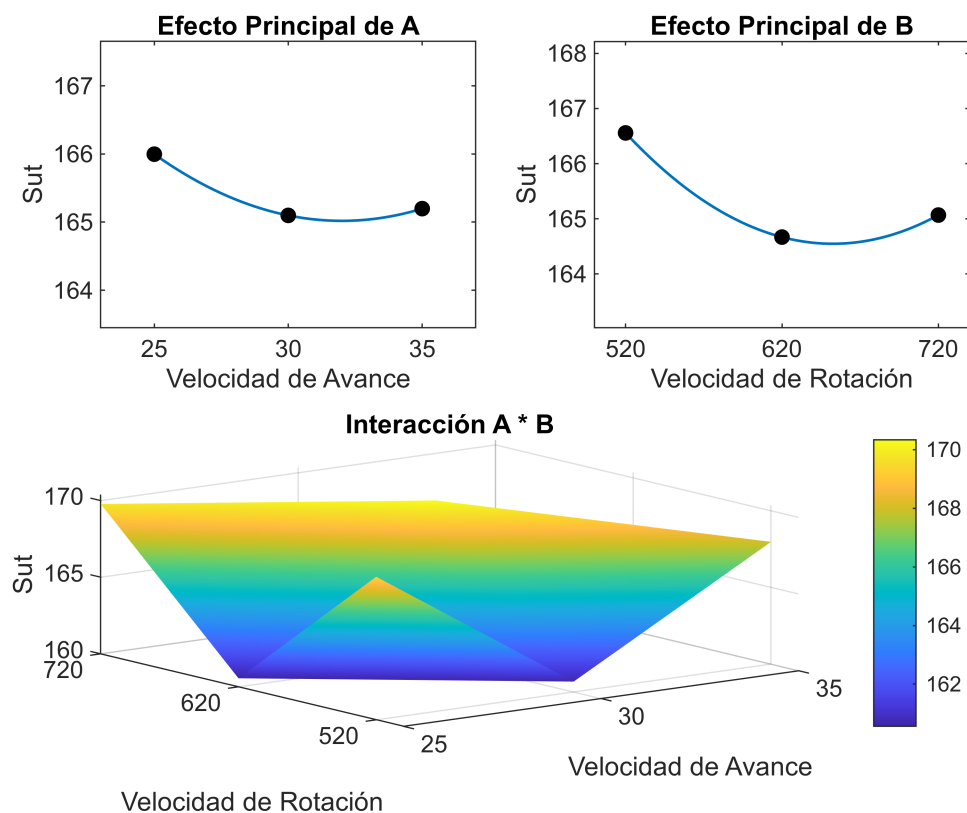 Efecto Principal de A
167
166
165
164
Sut
25 30 35
Velocidad de Avance
Efecto Principal de B
168
167
166
165
164
Sut
520 620 720
Velocidad de Rotación
Interacción A * B
170
165
160
Sut
720
620
520
Velocidad de Rotación
25
30
35
Velocidad de Avance
170
168
166
164
162